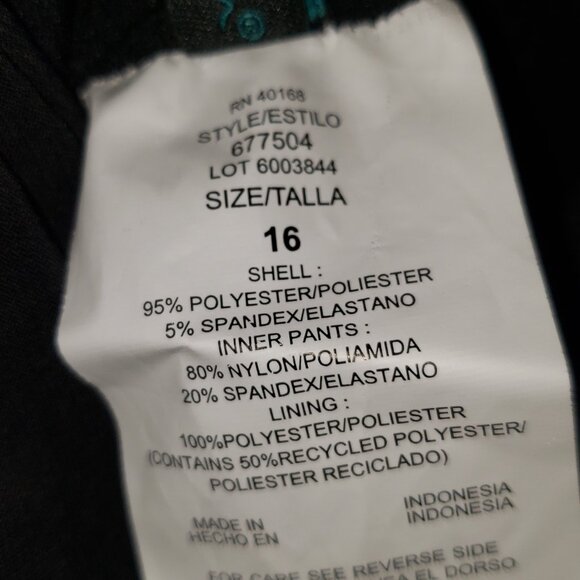 RN 40168
STYLE/ESTILO
677504
LOT 6003844
SIZE/TALLA
16
SHELL :
95% POLYESTER/POLIESTER
5% SPANDEX/ELASTANO
INNER PANTS :
80% NYLON/POLIAMIDA
20% SPANDEX/ELASTANO
LINING :
100%POLYESTER/POLIESTER
(CONTAINS 50%RECYCLED POLYESTER/
POLIESTER RECICLADO)
MADE IN INDONESIA
HECHO EN INDONESIA
FOR CARE SEE REVERSE SIDE
EL DORSO